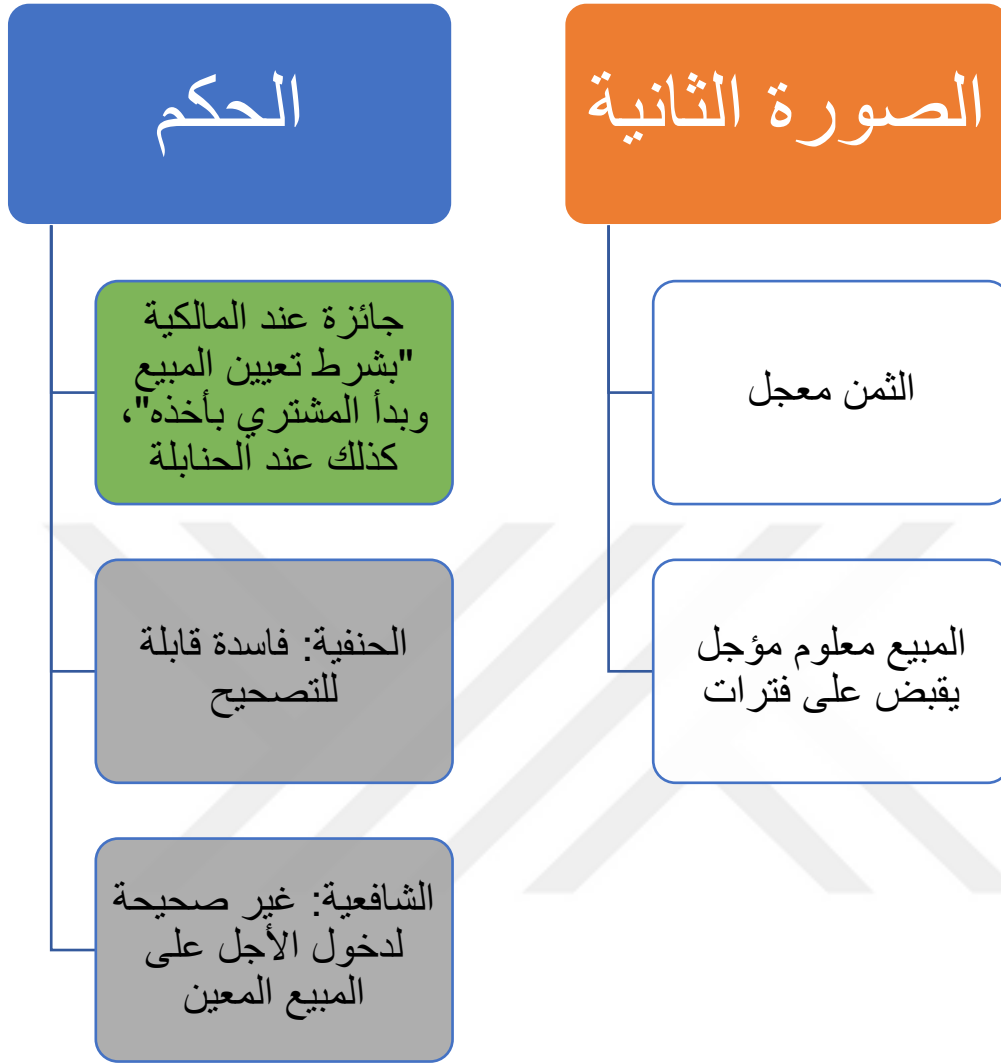 الصورة الثانية
الثمن معجل
المبيع معلوم مؤجل
يقبض على فترات
الحكم
جائزة عند المالكية
"بشرط تعيين المبيع
وبدأ المشتري بأخذه"،
كذلك عند الحنابلة
الحنفية: فاسدة قابلة
للتصحيح
الشافعية: غير صحيحة
لدخول الأجل على
المبيع المعين